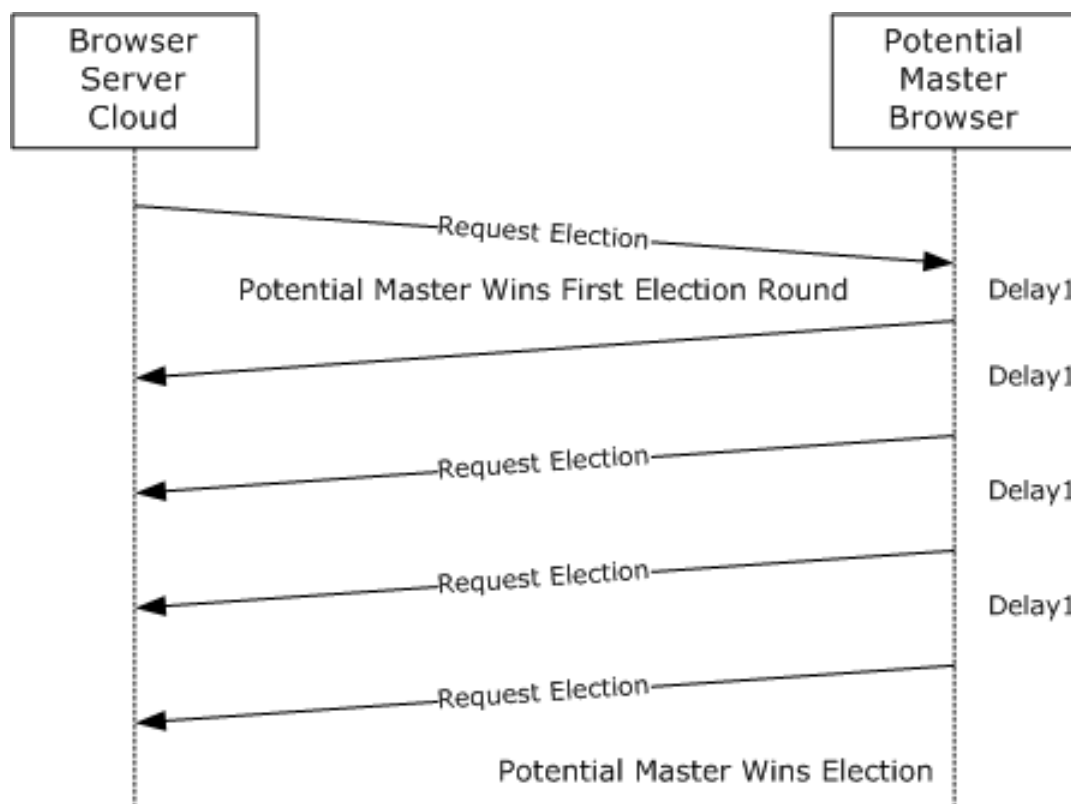 Browser
Server
Cloud
Potential
Master
Browser
Request Election
Potential Master Wins First Election Round
Delay1
Delay1
Request Election
Delay1
Request Election
Delay1
Request Election
Potential Master Wins Election